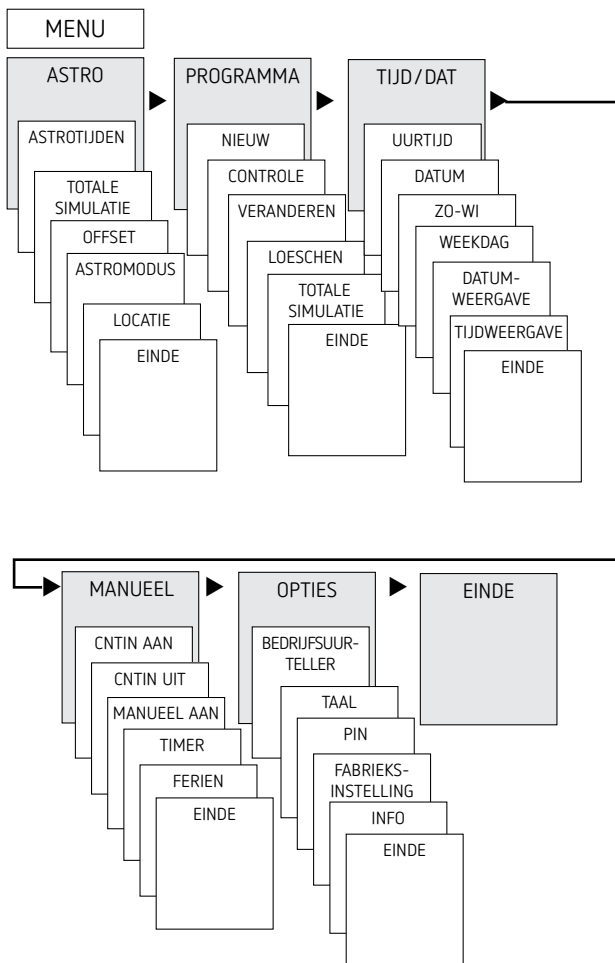 MENU
ASTRO
ASTROTIJDEN
TOTALE
SIMULATIE
OFFSET
ASTROMODUS
LOCATIE
EINDE
PROGRAMMA
NIEUW
CONTROLE
VERANDEREN
LOESCHEN
TOTALE
SIMULATIE
EINDE
TIJD/DAT
UURTIJD
DATUM
ZO-WI
WEEKDAG
DATUM-
WEERGAVE
TIJDWEERGAVE
EINDE
MANUEEL
CNTIN AAN
CNTIN UIT
MANUEEL AAN
TIMER
FERIEN
EINDE
OPTIES
BEDRIJFSUUR-
TELLER
TAAL
PIN
FABRIEKS-
INSTELLING
INFO
EINDE
EINDE